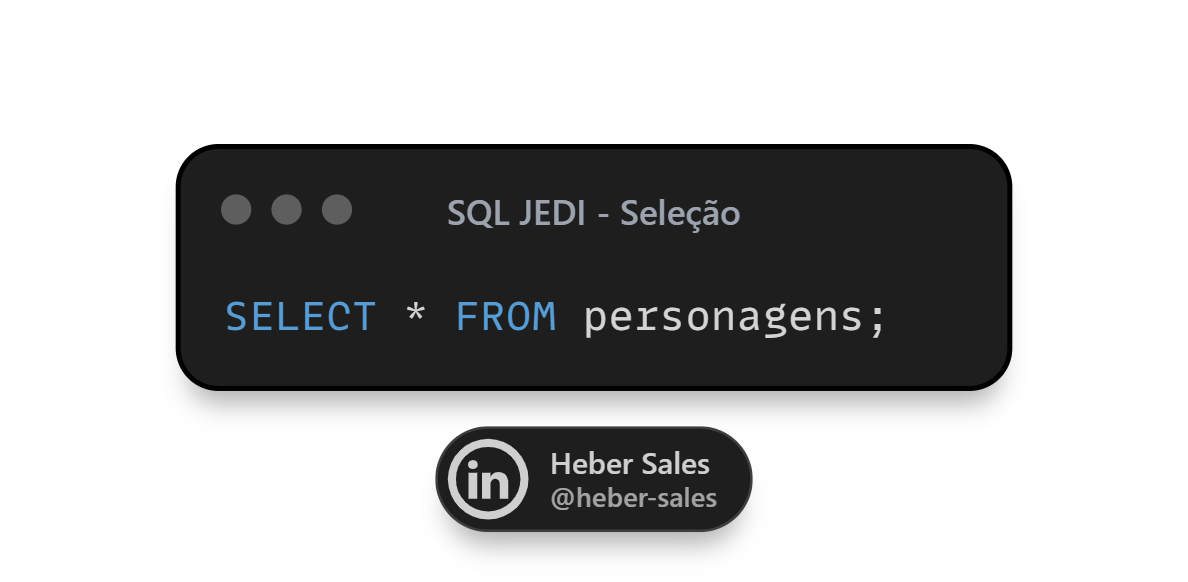 SQL JEDI - Seleção
SELECT * FROM personagens;
in
Heber Sales
@heber-sales